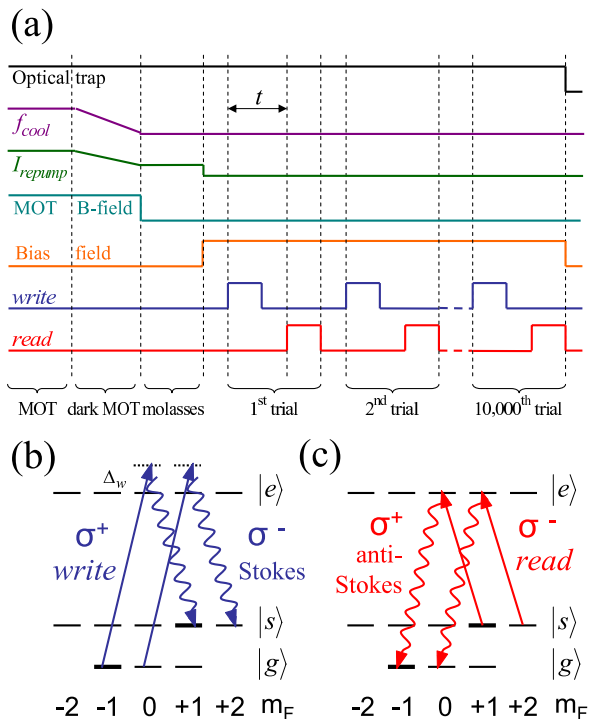 (a)
Optical trap
t
f_cool
I_repump
MOT B-field
Bias field
write
read
MOT dark MOT molasses 1st trial 2nd trial 10,000th trial
(b) (c)
Δw |e⟩ |e⟩
σ+ σ- σ+ σ-
write Stokes anti- read
Stokes
|s⟩ |s⟩
|g⟩ |g⟩
-2 -1 0 +1 +2 mF -2 -1 0 +1 +2 mF